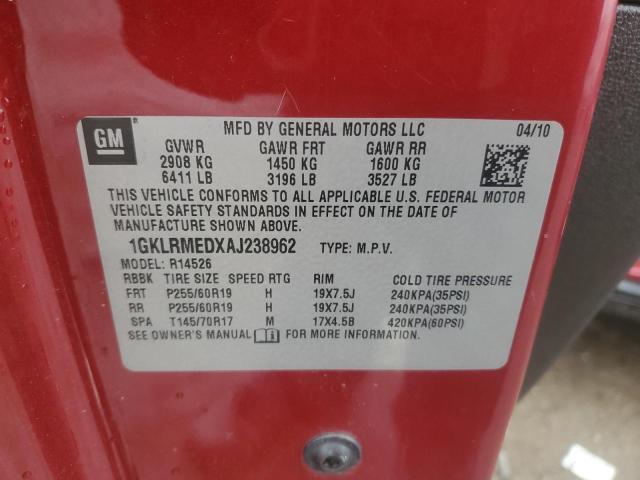 GM
MFD BY GENERAL MOTORS LLC 04/10
GVWR GAWR FRT GAWR RR
2908 KG 1450 KG 1600 KG
6411 LB 3196 LB 3527 LB
THIS VEHICLE CONFORMS TO ALL APPLICABLE U.S. FEDERAL MOTOR
VEHICLE SAFETY STANDARDS IN EFFECT ON THE DATE OF
MANUFACTURE SHOWN ABOVE.
1GKLRMEDXAJ238962 TYPE: M.P.V.
MODEL: R14526
RBBK TIRE SIZE SPEED RTG RIM COLD TIRE PRESSURE
FRT P255/60R19 H 19X7.5J 240KPA(35PSI)
RR P255/60R19 H 19X7.5J 240KPA(35PSI)
SPA T145/70R17 M 17X4.5B 420KPA(60PSI)
SEE OWNER'S MANUAL FOR MORE INFORMATION.